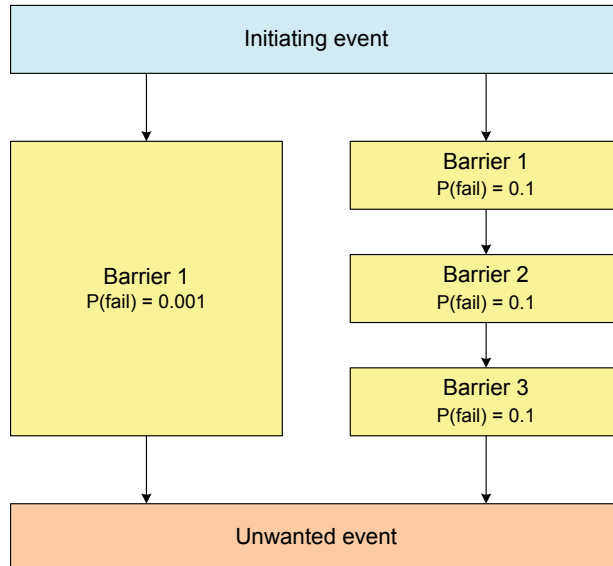 Initiating event
Barrier 1
P(fail) = 0.001
Barrier 1
P(fail) = 0.1
Barrier 2
P(fail) = 0.1
Barrier 3
P(fail) = 0.1
Unwanted event